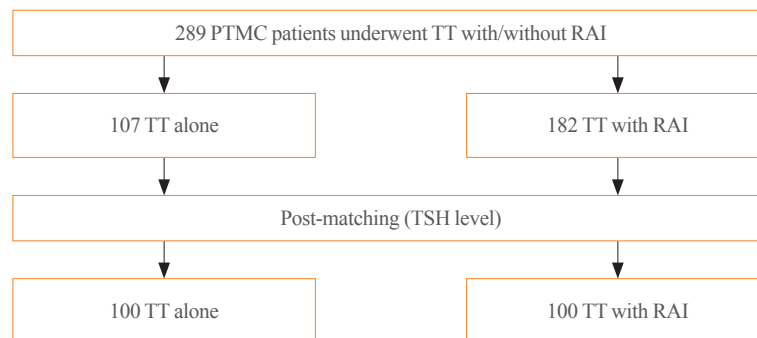 289 PTMC patients underwent TT with/without RAI
107 TT alone
182 TT with RAI
Post-matching (TSH level)
100 TT alone
100 TT with RAI